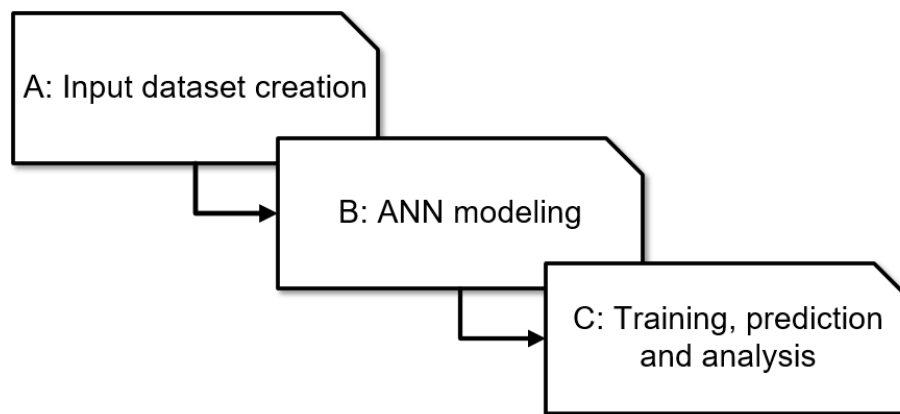 A: Input dataset creation
B: ANN modeling
C: Training, prediction
and analysis